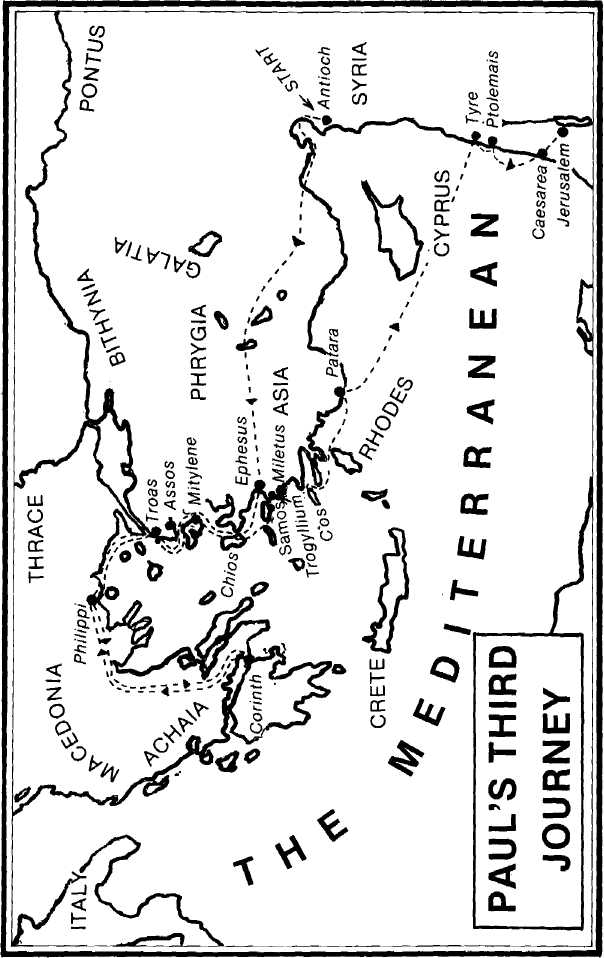 PAUL'S THIRD
JOURNEY
THE MEDITERRANEAN
ITALY
MACEDONIA
ACHAIA
THRACE
BITHYNIA
PONTUS
GALATIA
PHRYGIA
ASIA
SYRIA
CYPRUS
RHODES
CRETE
START
Antioch
Philippi
Troas
Assos
Mitylene
Chios
Ephesus
Samos
Miletus
Trogyllium
C'os
Patara
Corinth
Tyre
Ptolemais
Caesarea
Jerusalem